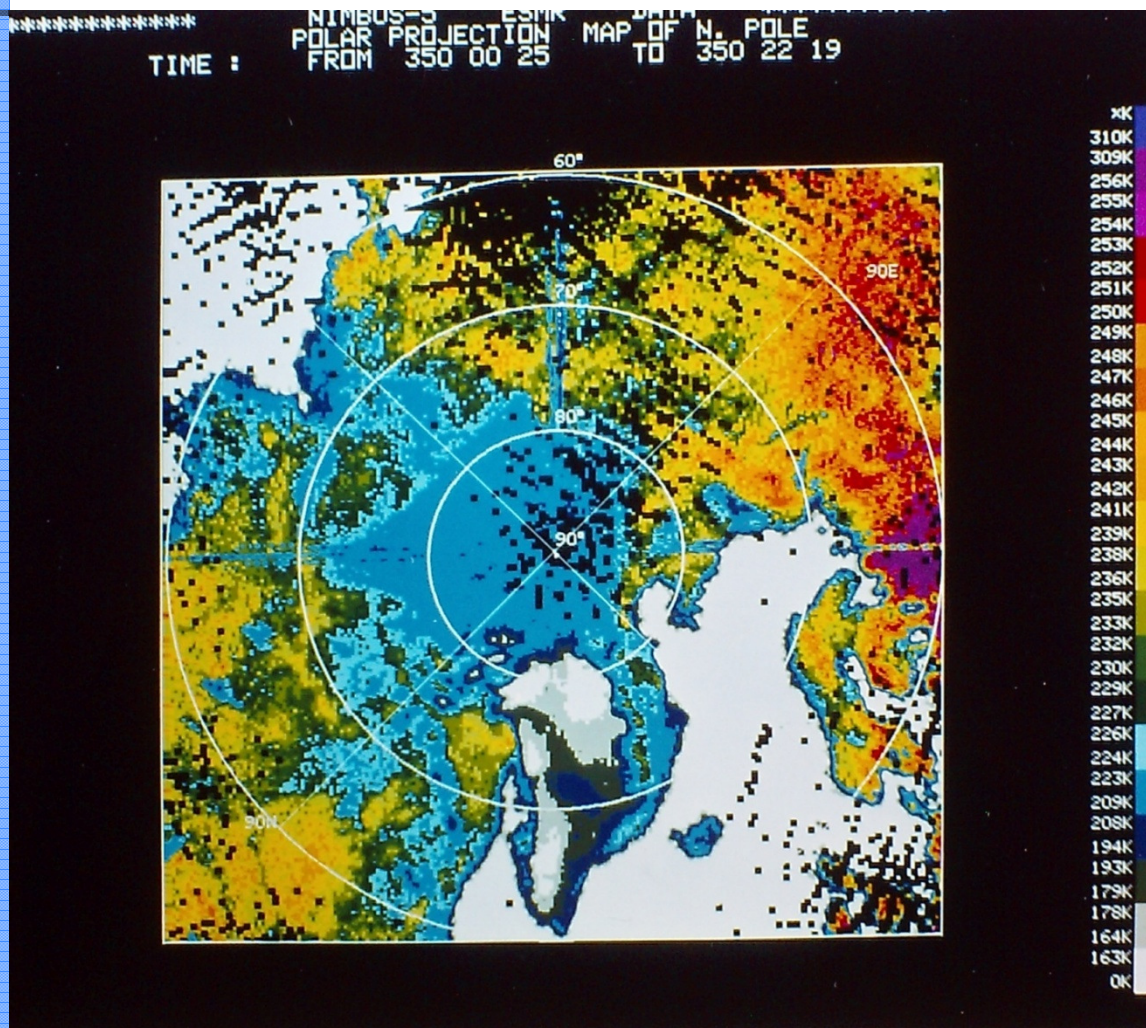 ************ NIMBUS-5 ESMR DATA
POLAR PROJECTION MAP OF N. POLE
TIME : FROM 350 00 25 TO 350 22 19
60°
90E
70°
80°
90°
90W
xK
310K
309K
256K
255K
254K
253K
252K
251K
250K
249K
248K
247K
246K
245K
244K
243K
242K
241K
239K
238K
236K
235K
233K
232K
230K
229K
227K
226K
224K
223K
209K
208K
194K
193K
179K
178K
164K
163K
0K